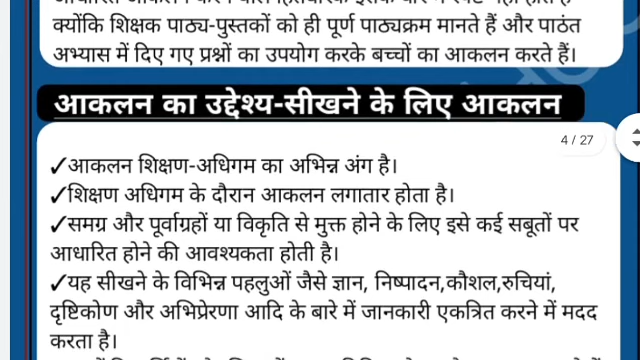 क्योंकि शिक्षक पाठ्य-पुस्तकों को ही पूर्ण पाठ्यक्रम मानते हैं और पाठंत
अभ्यास में दिए गए प्रश्नों का उपयोग करके बच्चों का आकलन करते हैं।
आकलन का उद्देश्य-सीखने के लिए आकलन
4 / 27
✓आकलन शिक्षण-अधिगम का अभिन्न अंग है।
✓शिक्षण अधिगम के दौरान आकलन लगातार होता है।
✓समग्र और पूर्वाग्रहों या विकृति से मुक्त होने के लिए इसे कई सबूतों पर
आधारित होने की आवश्यकता होती है।
✓यह सीखने के विभिन्न पहलुओं जैसे ज्ञान, निष्पादन,कौशल,रुचियां,
दृष्टिकोण और अभिप्रेरणा आदि के बारे में जानकारी एकत्रित करने में मदद
करता है।